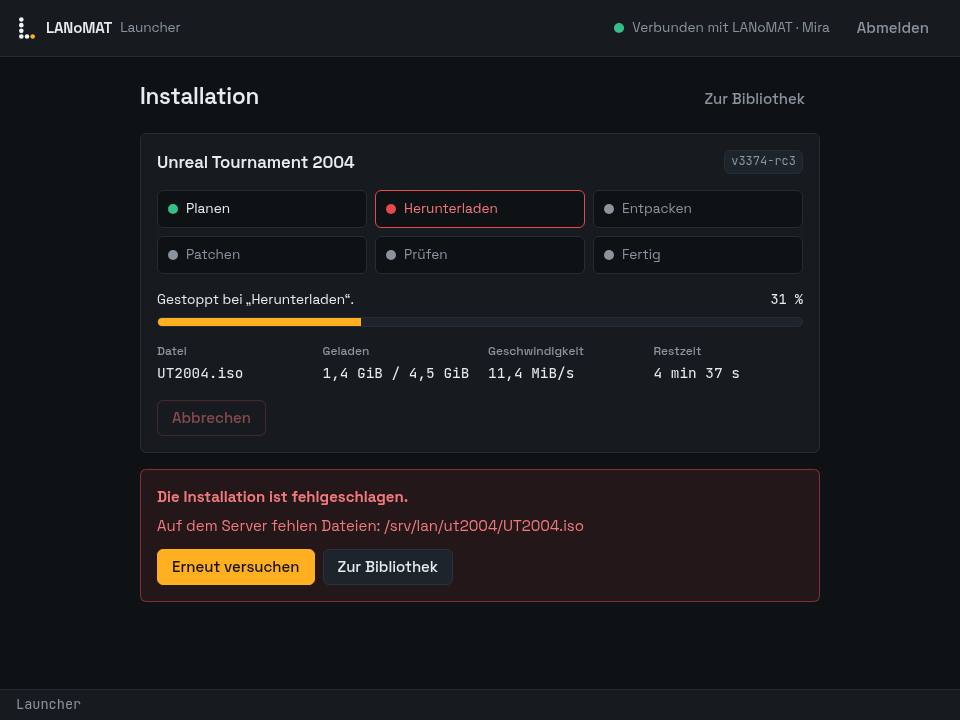 LANoMAT Launcher
Verbunden mit LANoMAT · Mira
Abmelden
Installation
Zur Bibliothek
Unreal Tournament 2004
v3374-rc3
Planen
Herunterladen
Entpacken
Patchen
Prüfen
Fertig
Gestoppt bei „Herunterladen“.
31 %
Datei
Geladen
Geschwindigkeit
Restzeit
UT2004.iso
1,4 GiB / 4,5 GiB
11,4 MiB/s
4 min 37 s
Abbrechen
Die Installation ist fehlgeschlagen.
Auf dem Server fehlen Dateien: /srv/lan/ut2004/UT2004.iso
Erneut versuchen
Zur Bibliothek
Launcher